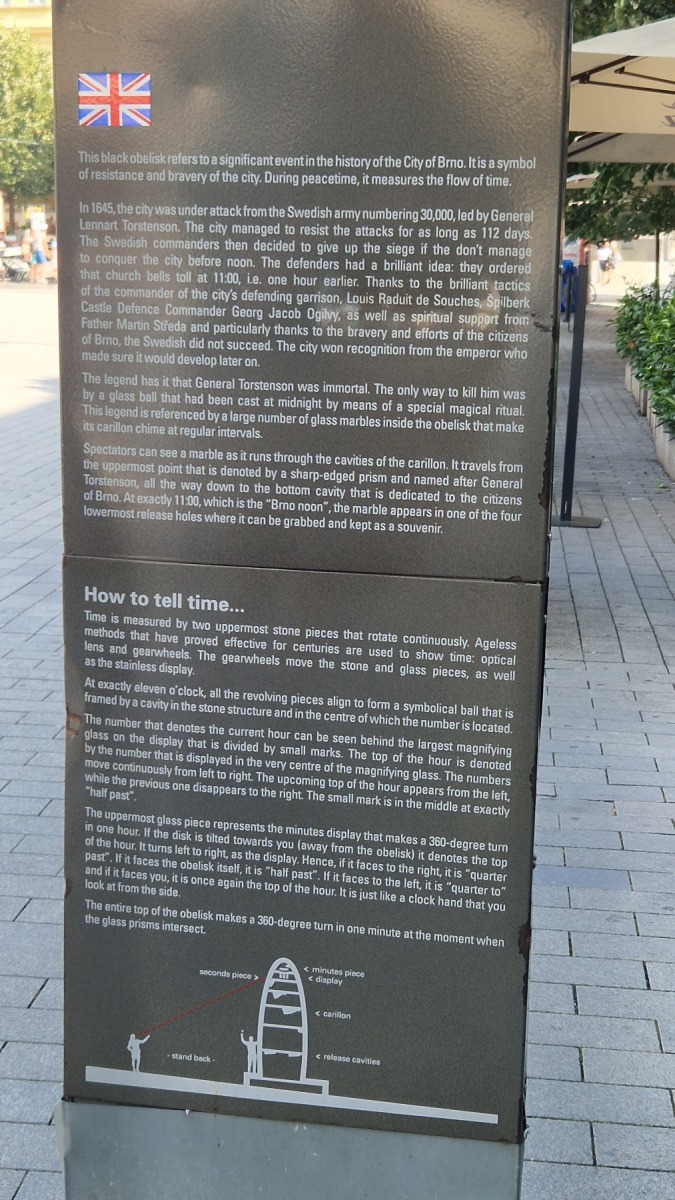 This black obelisk refers to a significant event in the history of the City of Brno. It is a symbol
of resistance and bravery of the city. During peacetime, it measures the flow of time.
In 1645, the city was under attack from the Swedish army numbering 30,000, led by General
Lennart Torstenson. The city managed to resist the attacks for as long as 112 days.
The Swedish commanders then decided to give up the siege if the don't manage
to conquer the city before noon. The defenders had a brilliant idea: they ordered
that church bells toll at 11:00, i.e. one hour earlier. Thanks to the brilliant tactics
of the commander of the city's defending garrison, Louis Raduit de Souches, Špilberk
Castle Defence Commander Georg Jacob Ogilvy, as well as spiritual support from
Father Martin Středa and particularly thanks to the bravery and efforts of the citizens
of Brno, the Swedish did not succeed. The city won recognition from the emperor who
made sure it would develop later on.
The legend has it that General Torstenson was immortal. The only way to kill him was
by a glass ball that had been cast at midnight by means of a special magical ritual.
This legend is referenced by a large number of glass marbles inside the obelisk that make
its carillon chime at regular intervals.
Spectators can see a marble as it runs through the cavities of the carillon. It travels from
the uppermost point that is denoted by a sharp-edged prism and named after General
Torstenson, all the way down to the bottom cavity that is dedicated to the citizens
of Brno. At exactly 11:00, which is the "Brno noon", the marble appears in one of the four
lowermost release holes where it can be grabbed and kept as a souvenir.
How to tell time...
Time is measured by two uppermost stone pieces that rotate continuously. Ageless
methods that have proved effective for centuries are used to show time: optical
lens and gearwheels. The gearwheels move the stone and glass pieces, as well
as the stainless display.
At exactly eleven o'clock, all the revolving pieces align to form a symbolical ball that is
framed by a cavity in the stone structure and in the centre of which the number is located.
The number that denotes the current hour can be seen behind the largest magnifying
glass on the display that is divided by small marks. The top of the hour is denoted
by the number that is displayed in the very centre of the magnifying glass. The numbers
move continuously from left to right. The upcoming top of the hour appears from the left,
while the previous one disappears to the right. The small mark is in the middle at exactly
"half past".
The uppermost glass piece represents the minutes display that makes a 360-degree turn
in one hour. If the disk is tilted towards you (away from the obelisk) it denotes the top
of the hour. It turns left to right, as the display. Hence, if it faces to the right, it is "quarter
past". If it faces the obelisk itself, it is "half past". If it faces to the left, it is "quarter to"
and if it faces you, it is once again the top of the hour. It is just like a clock hand that you
look at from the side.
The entire top of the obelisk makes a 360-degree turn in one minute at the moment when
the glass prisms intersect.
seconds piece >
< minutes piece
< display
< carillon
- stand back -
< release cavities